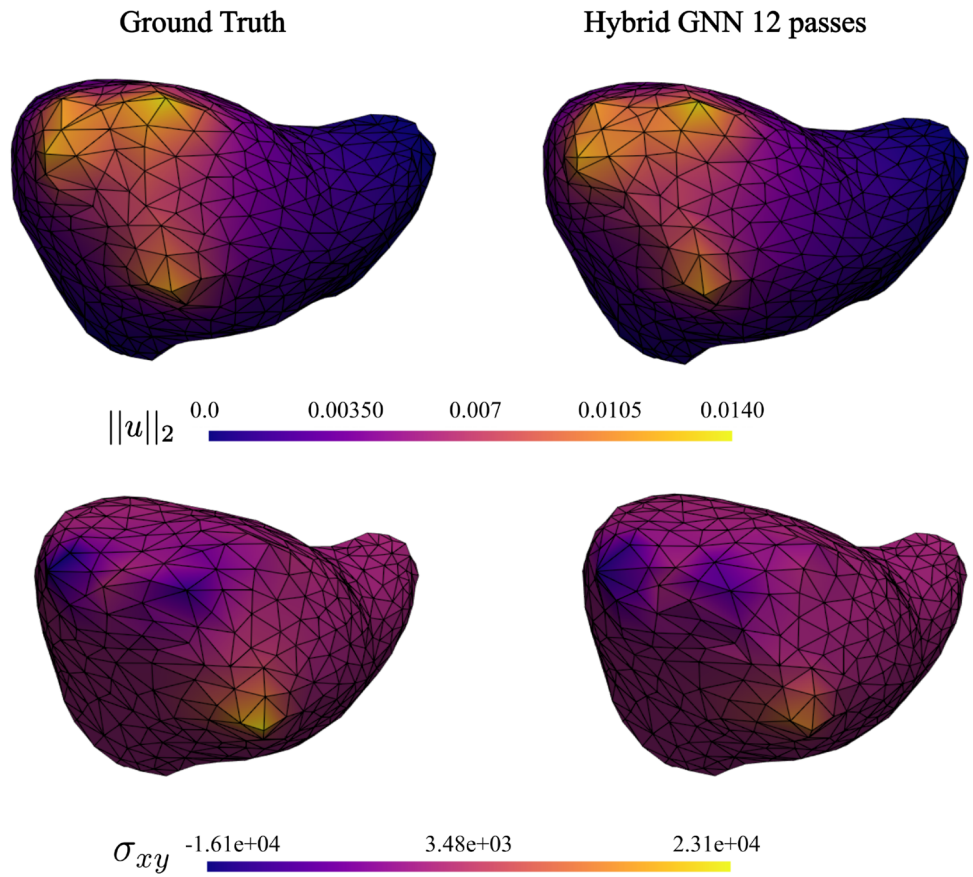 Ground Truth
Hybrid GNN 12 passes
||u||₂
0.0 0.00350 0.007 0.0105 0.0140
σxy
-1.61e+04 3.48e+03 2.31e+04